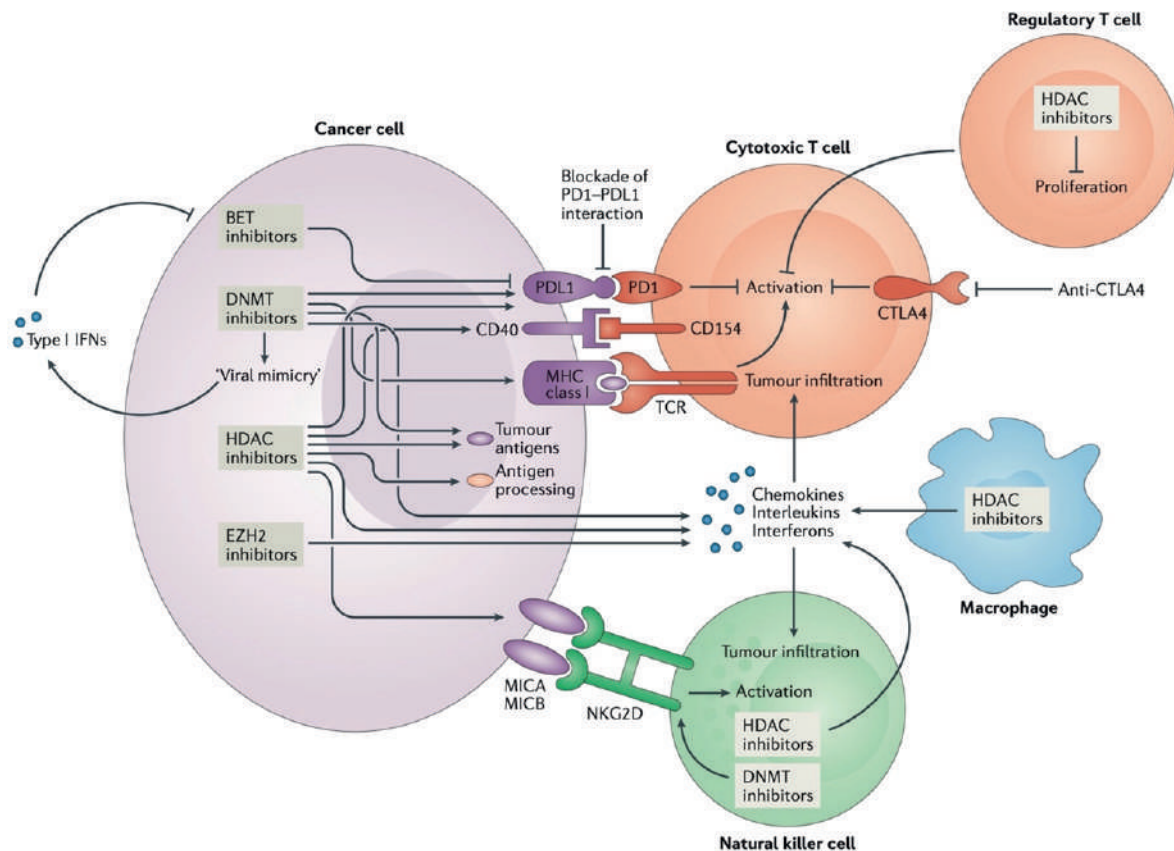 Regulatory T cell
HDAC
inhibitors
Proliferation
Cancer cell
Cytotoxic T cell
Blockade of
PD1–PDL1
interaction
BET
inhibitors
DNMT
inhibitors
Type I IFNs
'Viral mimicry'
HDAC
inhibitors
EZH2
inhibitors
PDL1
PD1
Activation
CTLA4
Anti-CTLA4
CD40
CD154
MHC
class I
TCR
Tumour infiltration
Tumour
antigens
Antigen
processing
Chemokines
Interleukins
Interferons
HDAC
inhibitors
Macrophage
MICA
MICB
NKG2D
Tumour infiltration
Activation
HDAC
inhibitors
DNMT
inhibitors
Natural killer cell